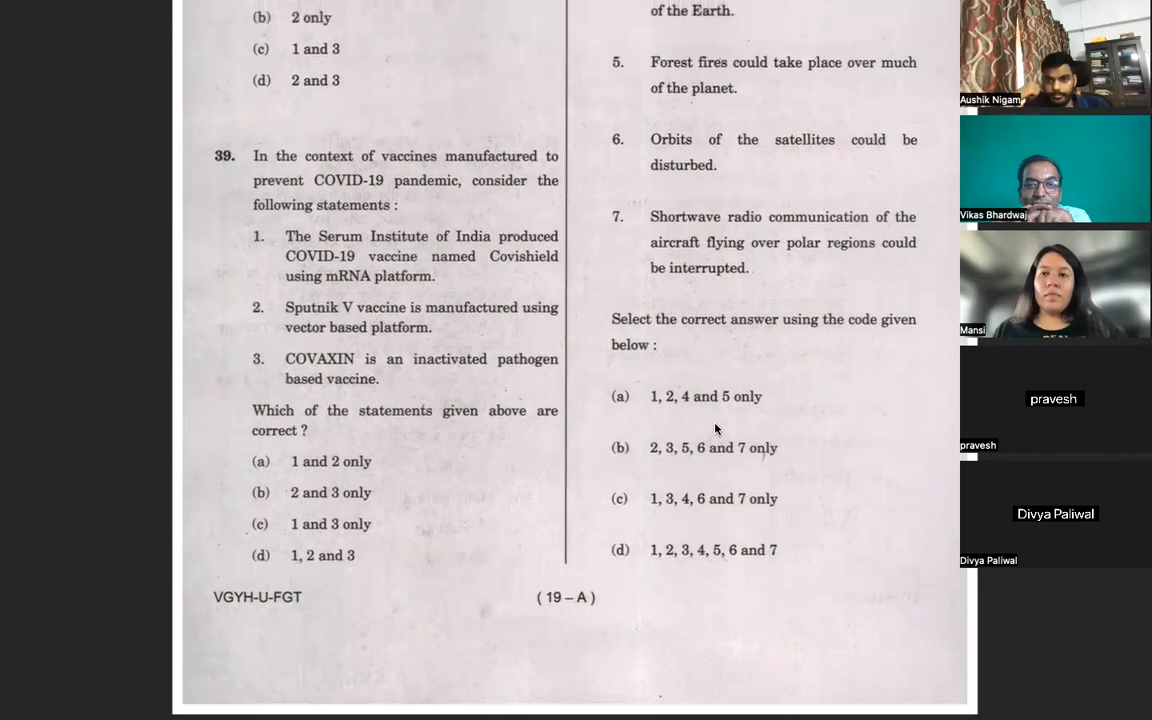 (b) 2 only
(c) 1 and 3
(d) 2 and 3
39. In the context of vaccines manufactured to
prevent COVID-19 pandemic, consider the
following statements :
1. The Serum Institute of India produced
COVID-19 vaccine named Covishield
using mRNA platform.
2. Sputnik V vaccine is manufactured using
vector based platform.
3. COVAXIN is an inactivated pathogen
based vaccine.
Which of the statements given above are
correct ?
(a) 1 and 2 only
(b) 2 and 3 only
(c) 1 and 3 only
(d) 1, 2 and 3
of the Earth.
5. Forest fires could take place over much
of the planet.
6. Orbits of the satellites could be
disturbed.
7. Shortwave radio communication of the
aircraft flying over polar regions could
be interrupted.
Select the correct answer using the code given
below :
(a) 1, 2, 4 and 5 only
(b) 2, 3, 5, 6 and 7 only
(c) 1, 3, 4, 6 and 7 only
(d) 1, 2, 3, 4, 5, 6 and 7
VGYH-U-FGT
( 19 – A )
Aushik Nigam
Vikas Bhardwaj
Mansi
pravesh
pravesh
Divya Paliwal
Divya Paliwal